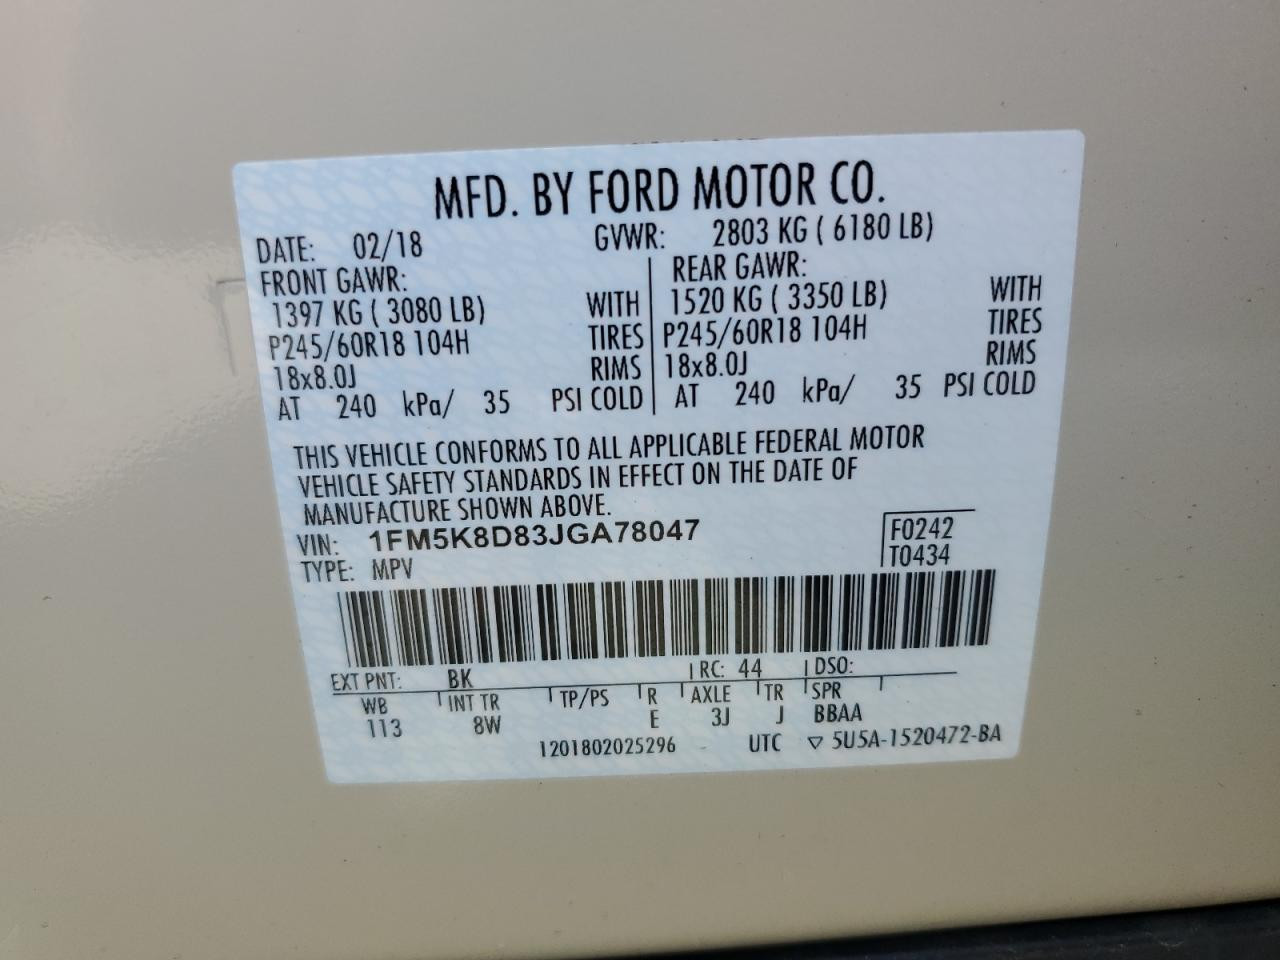 MFD. BY FORD MOTOR CO.
DATE: 02/18 GVWR: 2803 KG ( 6180 LB)
FRONT GAWR: REAR GAWR:
1397 KG ( 3080 LB) WITH 1520 KG ( 3350 LB) WITH
P245/60R18 104H TIRES P245/60R18 104H TIRES
18x8.0J RIMS 18x8.0J RIMS
AT 240 kPa/ 35 PSI COLD AT 240 kPa/ 35 PSI COLD
THIS VEHICLE CONFORMS TO ALL APPLICABLE FEDERAL MOTOR
VEHICLE SAFETY STANDARDS IN EFFECT ON THE DATE OF
MANUFACTURE SHOWN ABOVE.
VIN: 1FM5K8D83JGA78047 F0242
TYPE: MPV T0434
EXT PNT: BK RC: 44 DSO:
WB INT TR TP/PS R AXLE TR SPR
113 8W E 3J J BBAA
1201802025296 - UTC ▽ 5U5A-1520472-BA